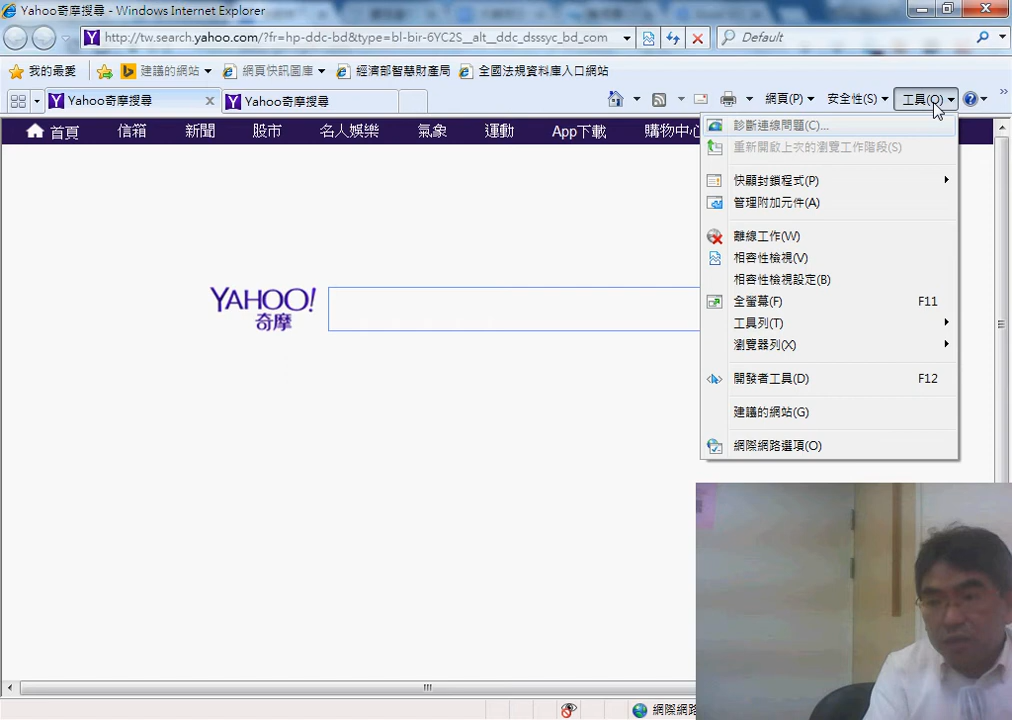 Yahoo奇摩搜尋 - Windows Internet Explorer
http://tw.search.yahoo.com/?fr=hp-ddc-bd&type=bl-bir-6YC2S__alt__ddc_dsssyc_bd_com
Default
我的最愛
建議的網站
網頁快訊圖庫
經濟部智慧財產局
全國法規資料庫入口網站
Yahoo奇摩搜尋
Yahoo奇摩搜尋
網頁(P)
安全性(S)
工具(O)
首頁
信箱
新聞
股市
名人娛樂
氣象
運動
App下載
購物中心
診斷連線問題(C)...
重新開啟上次的瀏覽工作階段(S)
快顯封鎖程式(P)
管理附加元件(A)
離線工作(W)
相容性檢視(V)
相容性檢視設定(B)
全螢幕(F) F11
工具列(T)
瀏覽器列(X)
開發者工具(D) F12
建議的網站(G)
網際網路選項(O)
YAHOO!
奇摩
網際網路